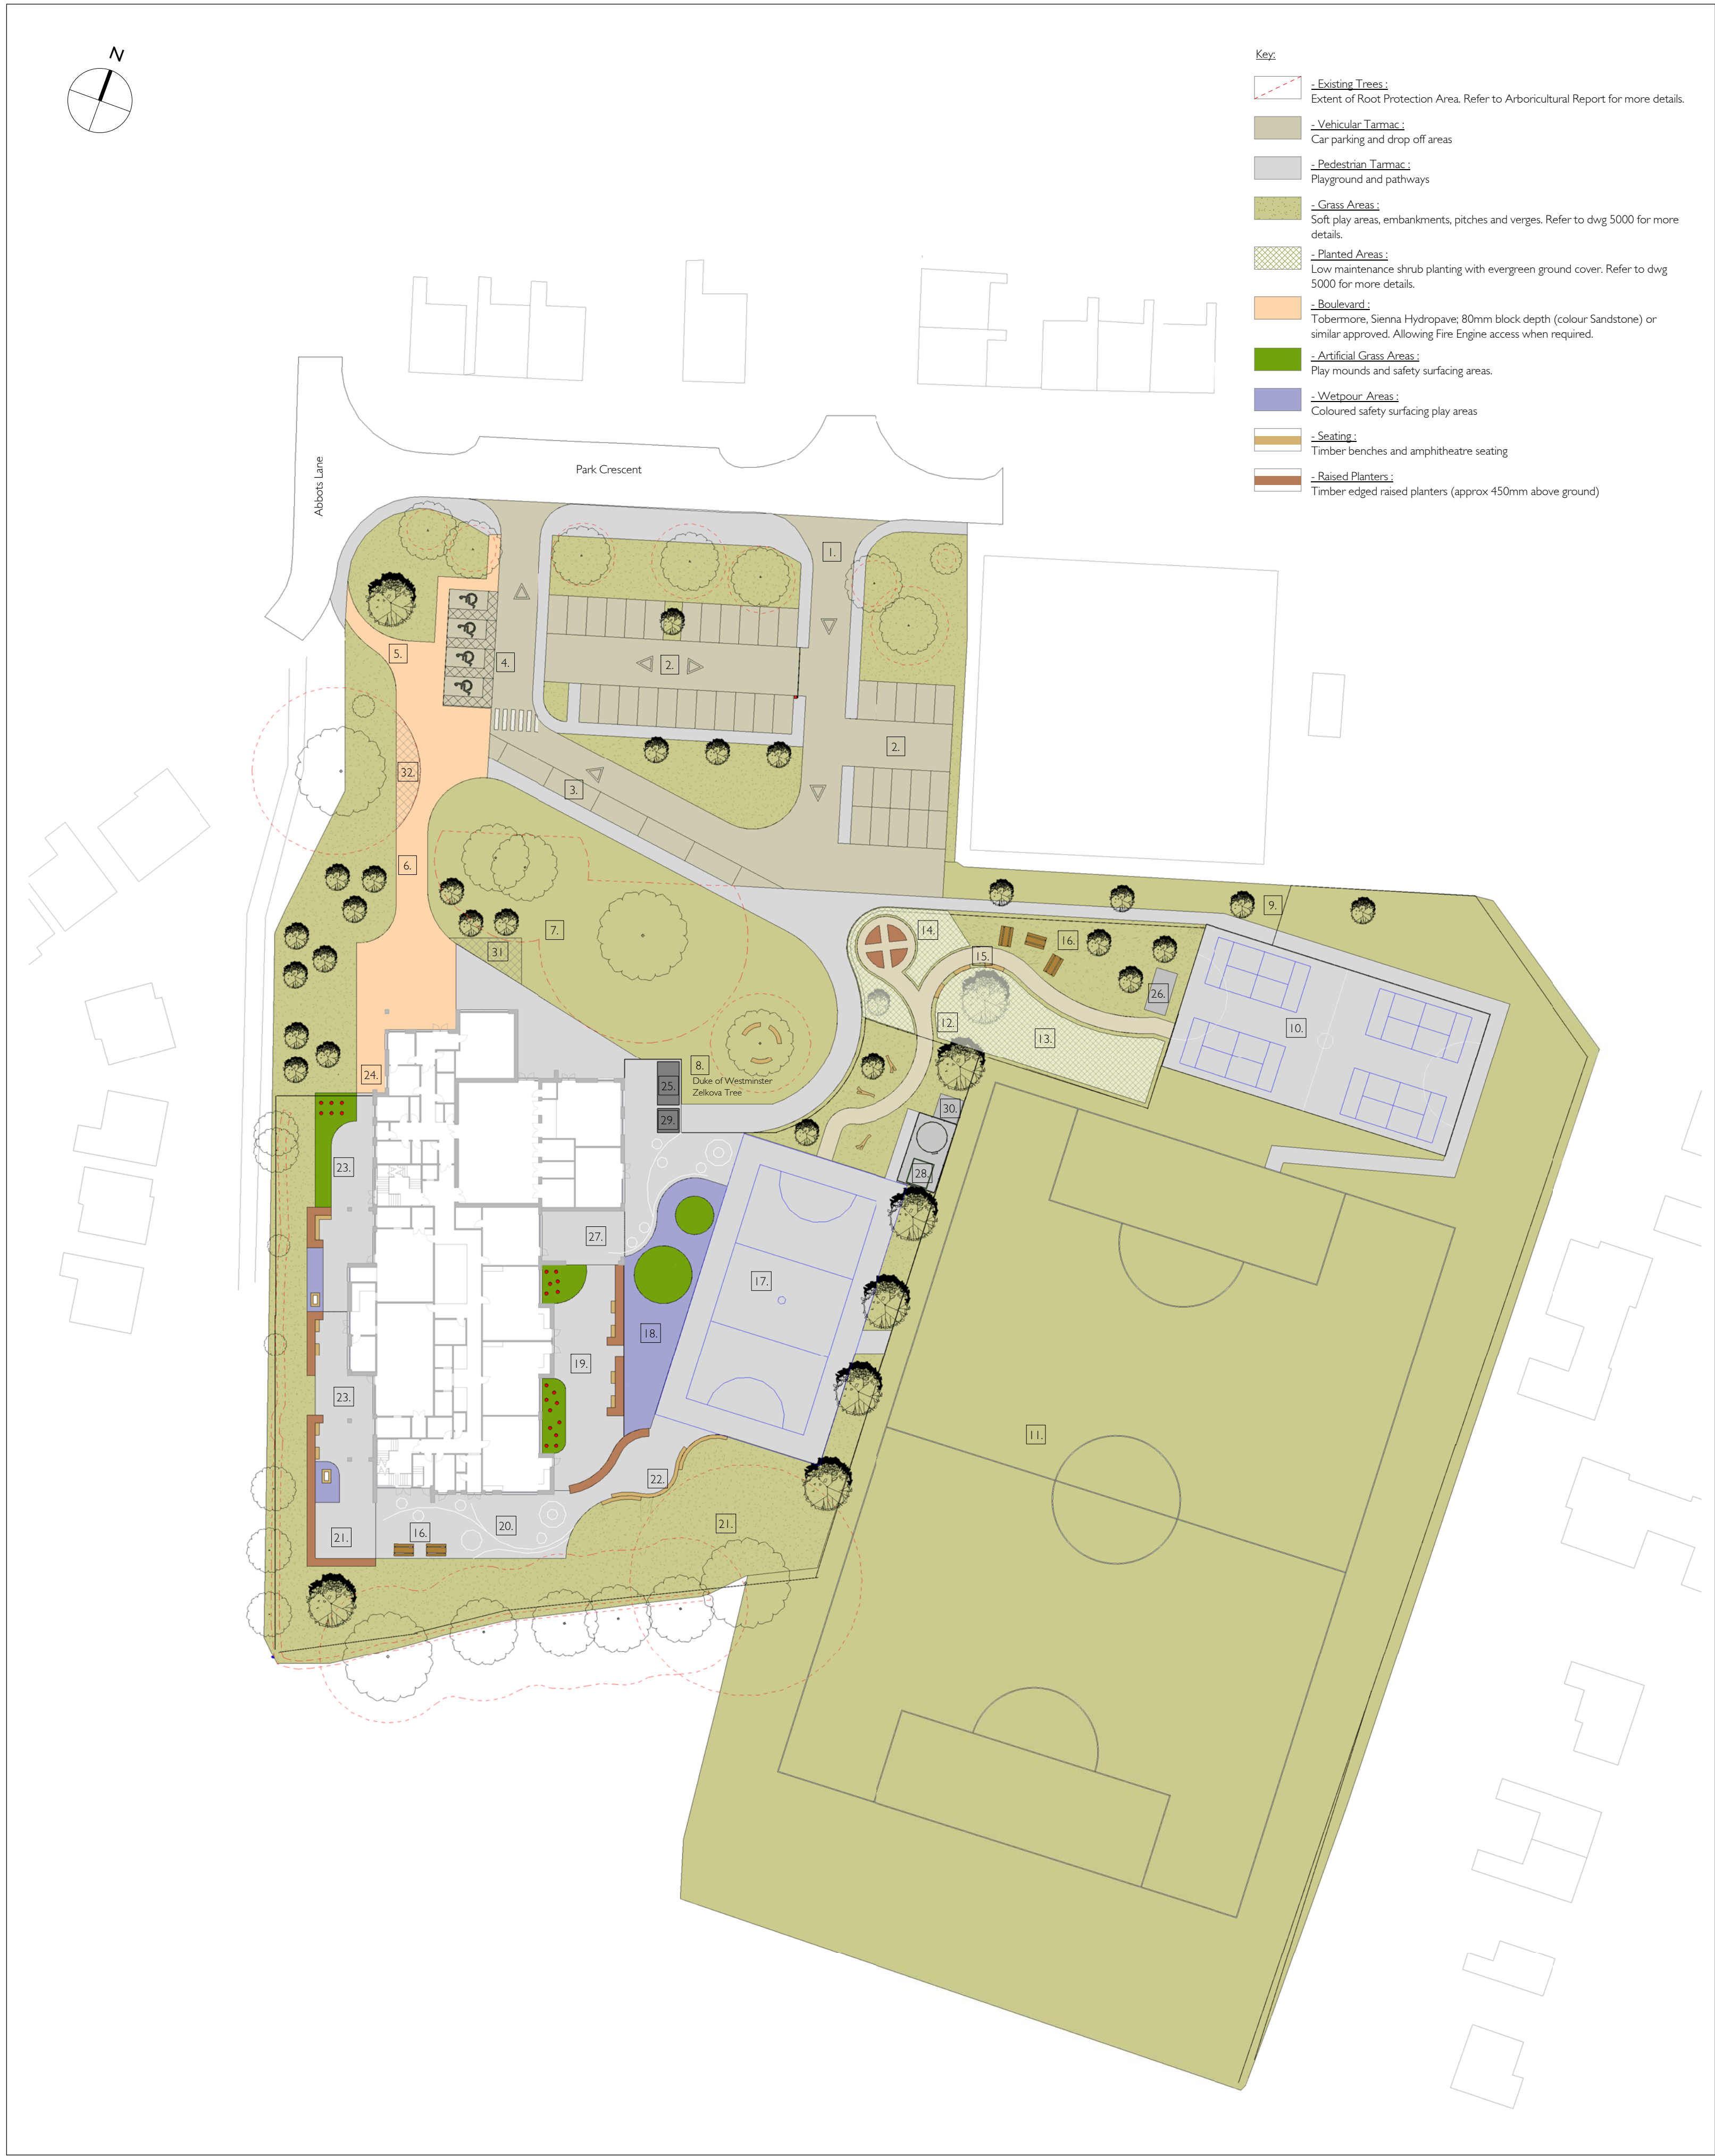 N
Key:
- Existing Trees :
Extent of Root Protection Area. Refer to Arboricultural Report for more details.
- Vehicular Tarmac :
Car parking and drop off areas
- Pedestrian Tarmac :
Playground and pathways
- Grass Areas :
Soft play areas, embankments, pitches and verges. Refer to dwg 5000 for more
details.
- Planted Areas :
Low maintenance shrub planting with evergreen ground cover. Refer to dwg
5000 for more details.
- Boulevard :
Tobermore, Sienna Hydropave; 80mm block depth (colour Sandstone) or
similar approved. Allowing Fire Engine access when required.
- Artificial Grass Areas :
Play mounds and safety surfacing areas.
- Wetpour Areas :
Coloured safety surfacing play areas
- Seating :
Timber benches and amphitheatre seating
- Raised Planters :
Timber edged raised planters (approx 450mm above ground)
Park Crescent
Abbots Lane
1.
5.
4.
2.
2.
32.
3.
6.
9.
7.
14.
16.
31
15.
26.
12.
10.
13.
24.
25.
8.
Duke of Westminster
Zelkova Tree
29.
30.
23.
28.
27.
17.
18.
19.
23.
11.
22.
21.
16.
20.
21.